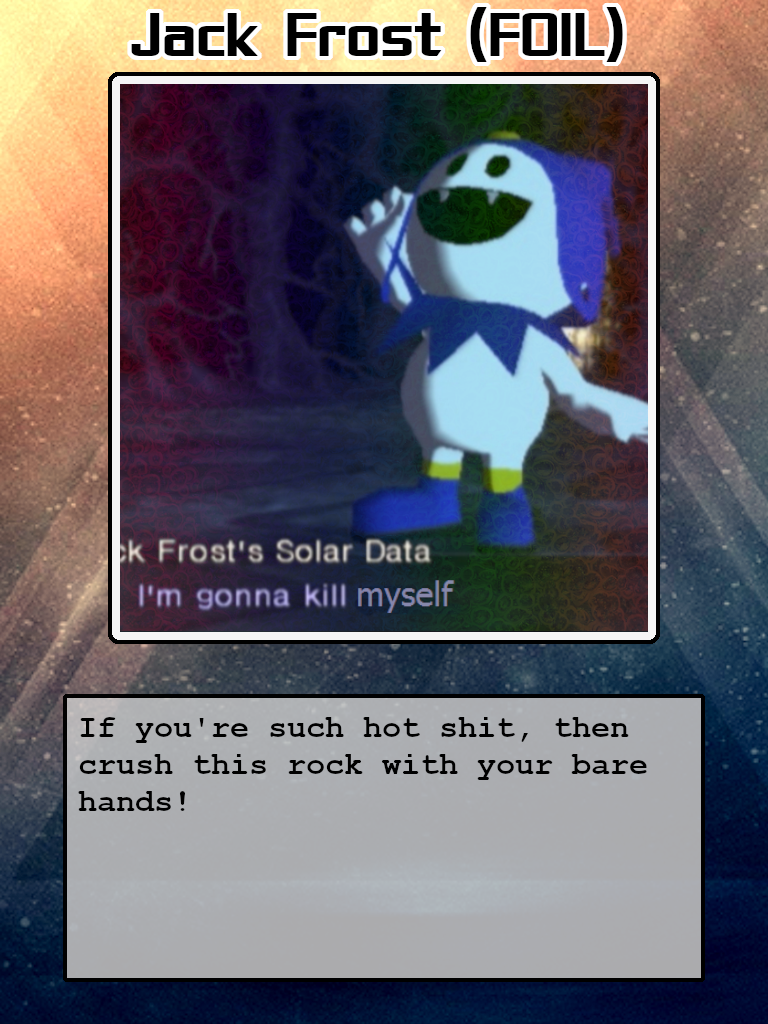 Jack Frost (FOIL)
ck Frost's Solar Data
I'm gonna kill myself
If you're such hot shit, then
crush this rock with your bare
hands!